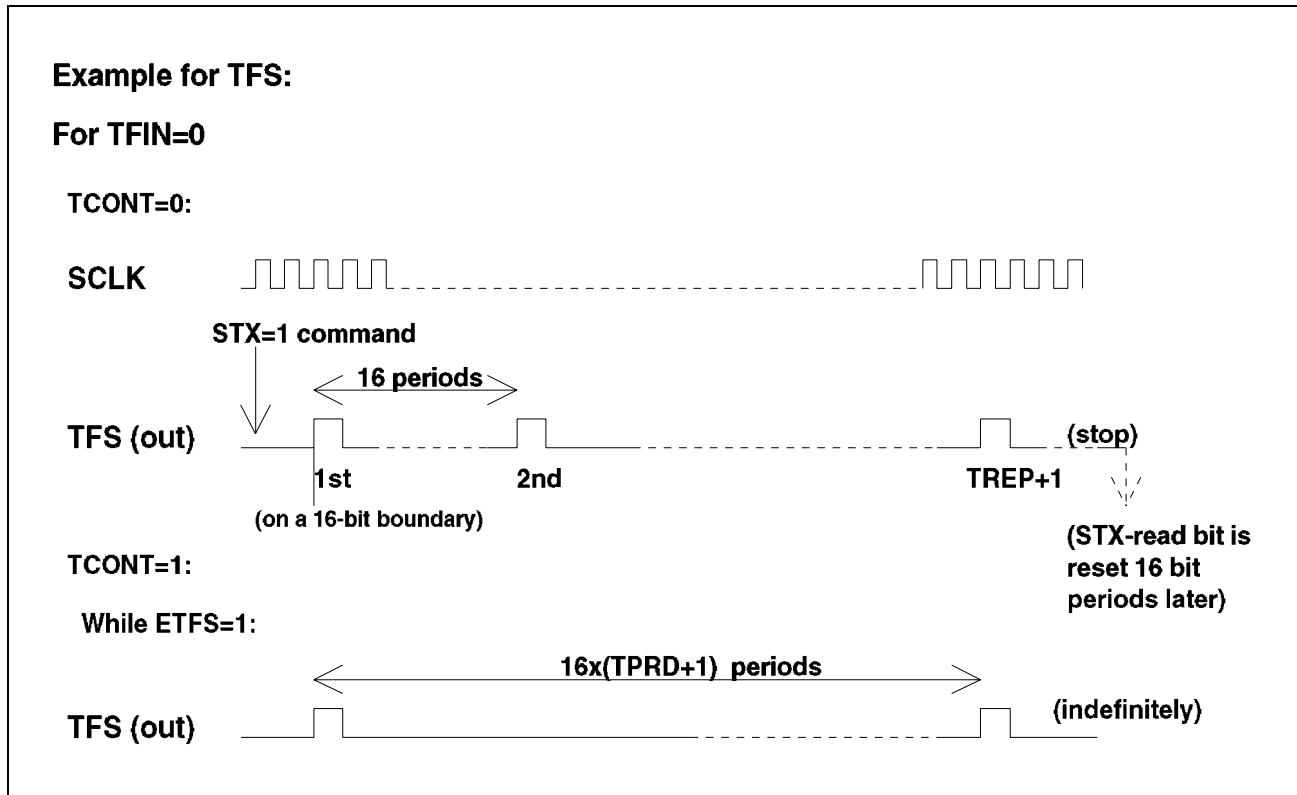 Example for TFS:
For TFIN=0
TCONT=0:
SCLK
STX=1 command
16 periods
TFS (out)
(stop)
1st
2nd
TREP+1
(on a 16-bit boundary)
(STX-read bit is
reset 16 bit
periods later)
TCONT=1:
While ETFS=1:
16x(TPRD+1) periods
TFS (out)
(indefinitely)